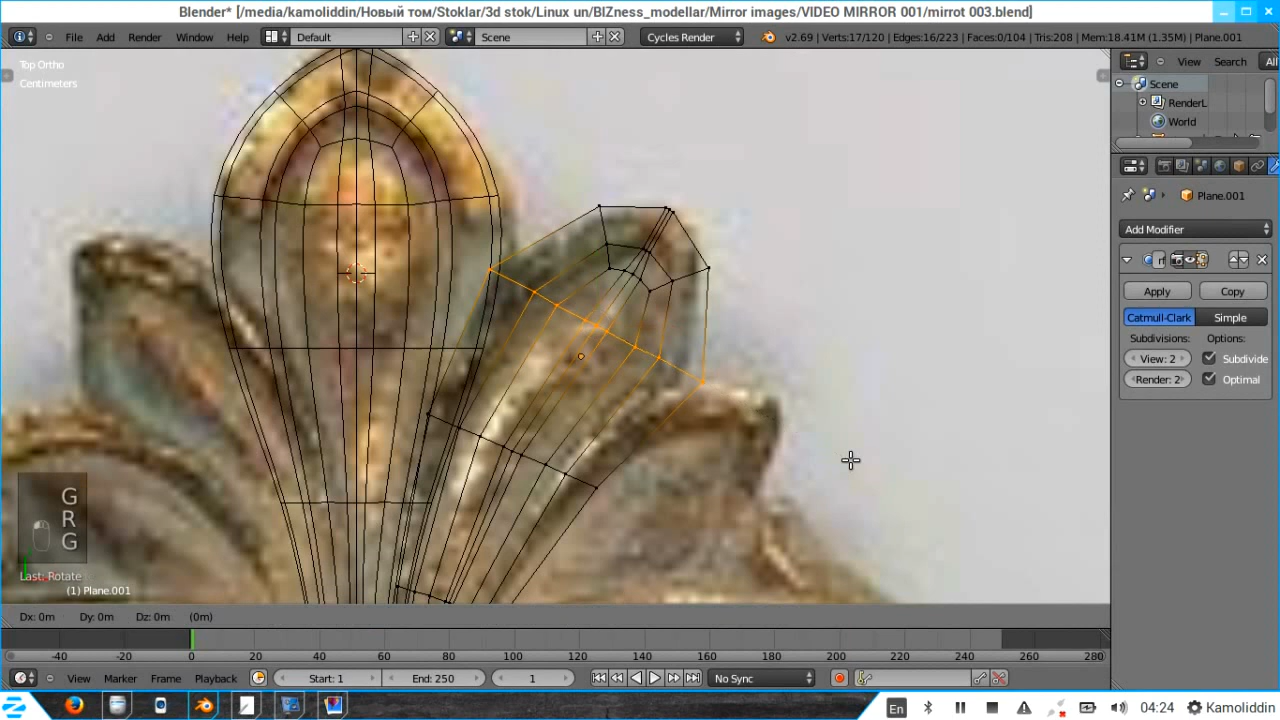 Blender* [/media/kamoliddin/Новый том/Stoklar/3d stok/Linux un/BIZness_modellar/Mirror images/VIDEO MIRROR 001/mirrot 003.blend]
File Add Render Window Help Default Scene Cycles Render v2.69 | Verts:17/120 | Edges:16/223 | Faces:0/104 | Tris:208 | Mem:18.41M (1.35M) | Plane.001
Top Ortho
Centimeters
View Search All
Scene
RenderL
World
Plane.001
Add Modifier
Apply Copy
Catmull-Clark Simple
Subdivisions: Options:
View: 2 Subdivide
Render: 2 Optimal
G
R
G
Last: Rotate
(1) Plane.001
Dx: 0m Dy: 0m Dz: 0m (0m)
-40 -20 0 20 40 60 80 100 120 140 160 180 200 220 240 260 280
View Marker Frame Playback Start: 1 End: 250 1 No Sync
En 04:24 Kamoliddin